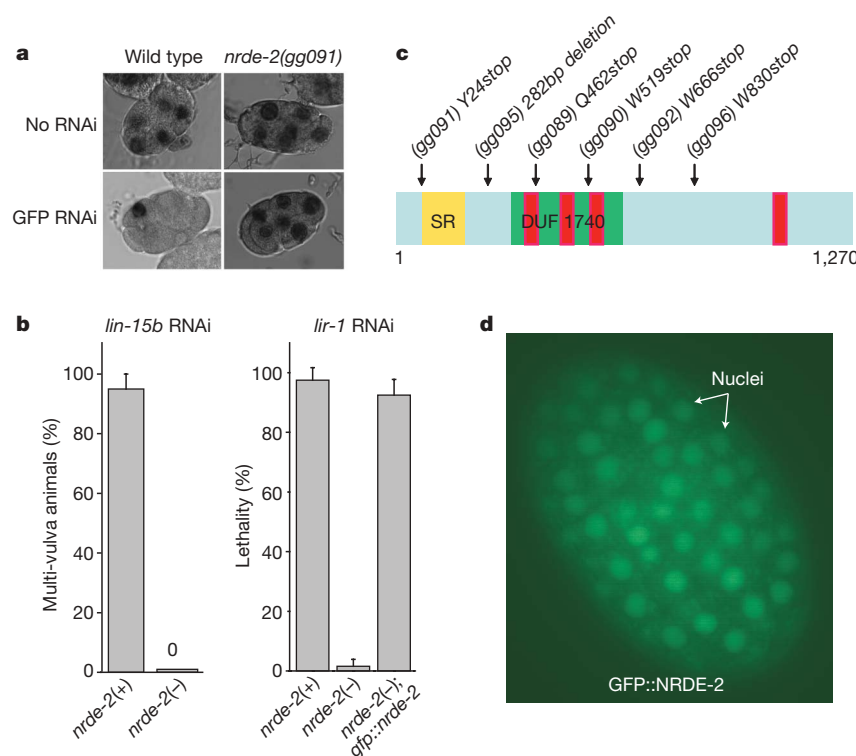 a
Wild type
nrde-2(gg091)
No RNAi
GFP RNAi
c
(gg091) Y24stop
(gg095) 282bp deletion
(gg089) Q462stop
(gg090) W519stop
(gg092) W666stop
(gg096) W830stop
SR
DUF 1740
1
1,270
b
lin-15b RNAi
Multi-vulva animals (%)
100
80
60
40
20
0
0
nrde-2(+)
nrde-2(–)
lir-1 RNAi
Lethality (%)
100
80
60
40
20
0
nrde-2(+)
nrde-2(–)
nrde-2(–);
gfp::nrde-2
d
Nuclei
GFP::NRDE-2